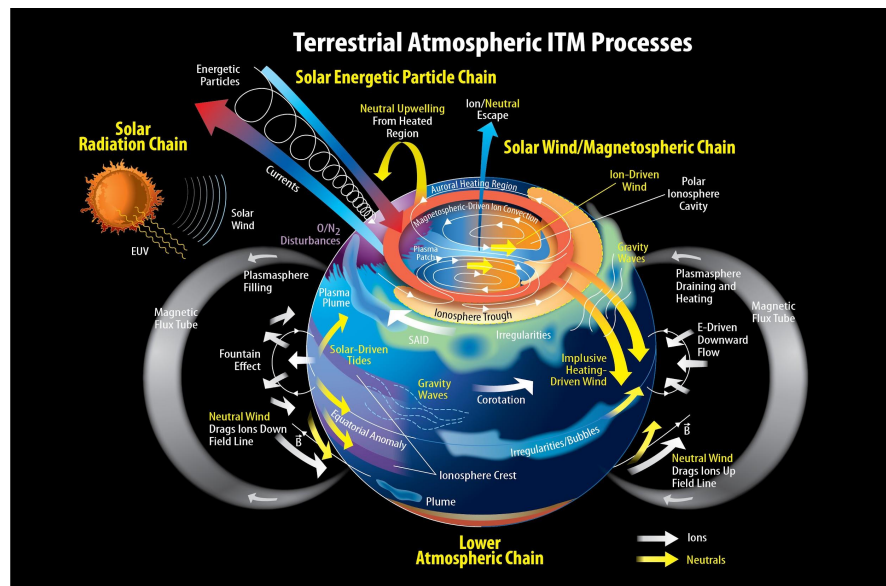 Terrestrial Atmospheric ITM Processes
Energetic
Particles
Solar Energetic Particle Chain
Neutral Upwelling
From Heated
Region
Ion/Neutral
Escape
Solar
Radiation Chain
Solar Wind/Magnetospheric Chain
Currents
Ion-Driven
Wind
Polar
Ionosphere
Cavity
Solar
Wind
EUV
Auroral Heating Region
Magnetospheric-Driven Ion Convection
O/N2
Disturbances
Plasma
Patch
Gravity
Waves
Plasmasphere
Filling
Plasmasphere
Draining and
Heating
Magnetic
Flux Tube
Magnetic
Flux Tube
Plasma
Plume
Ionosphere Trough
SAID
Irregularities
E-Driven
Downward
Flow
Fountain
Effect
Solar-Driven
Tides
Implusive
Heating-
Driven Wind
Gravity
Waves
Corotation
Neutral Wind
Drags Ions Down
Field Line
B
Equatorial Anomaly
Irregularities/Bubbles
B
Neutral Wind
Drags Ions Up
Field Line
Ionosphere Crest
Plume
Lower
Atmospheric Chain
Ions
Neutrals